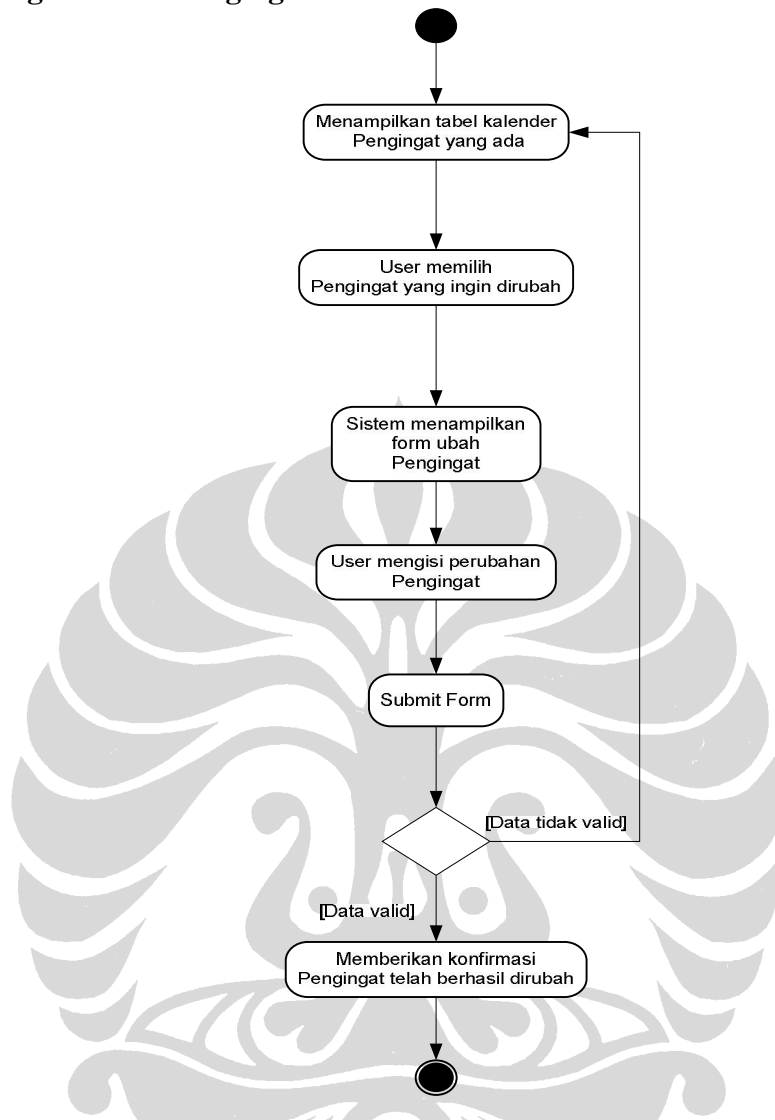 Menampilkan tabel kalender
Pengingat yang ada
User memilih
Pengingat yang ingin dirubah
Sistem menampilkan
form ubah
Pengingat
User mengisi perubahan
Pengingat
Submit Form
[Data tidak valid]
[Data valid]
Memberikan konfirmasi
Pengingat telah berhasil dirubah